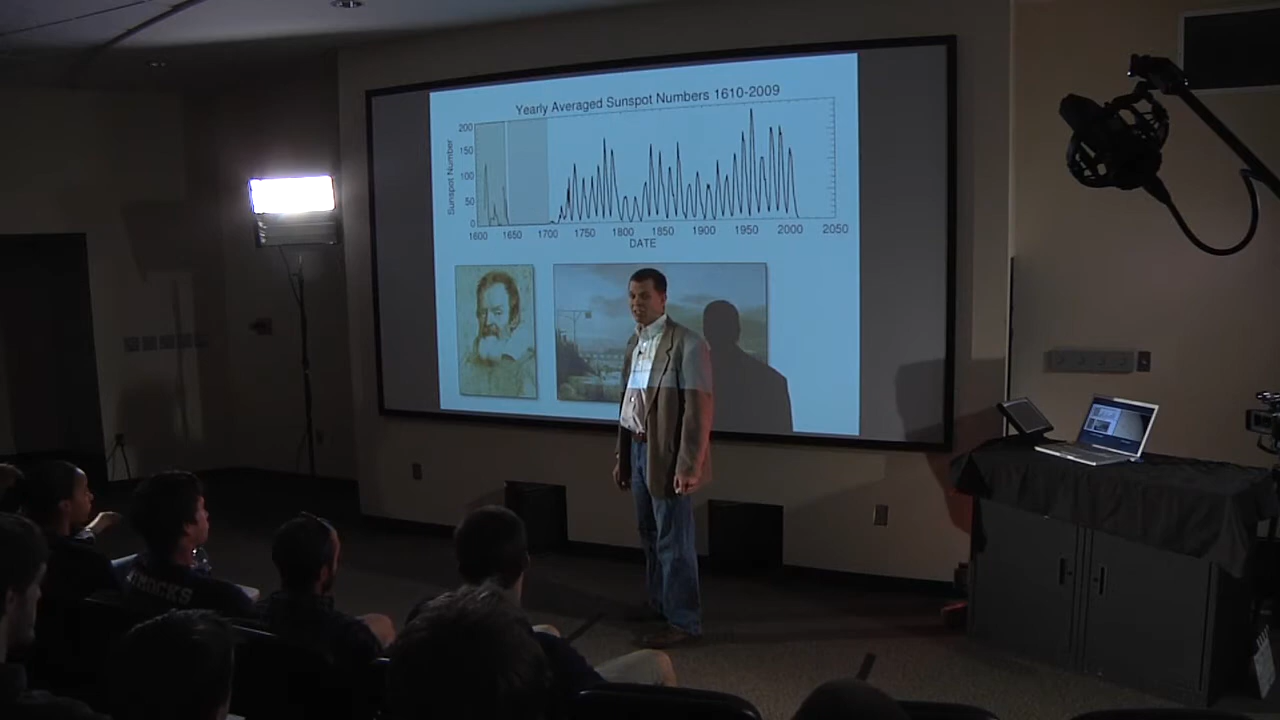 Yearly Averaged Sunspot Numbers 1610-2009
200
150
100
50
0
Sunspot Number
1600 1650 1700 1750 1800 1850 1900 1950 2000 2050
DATE